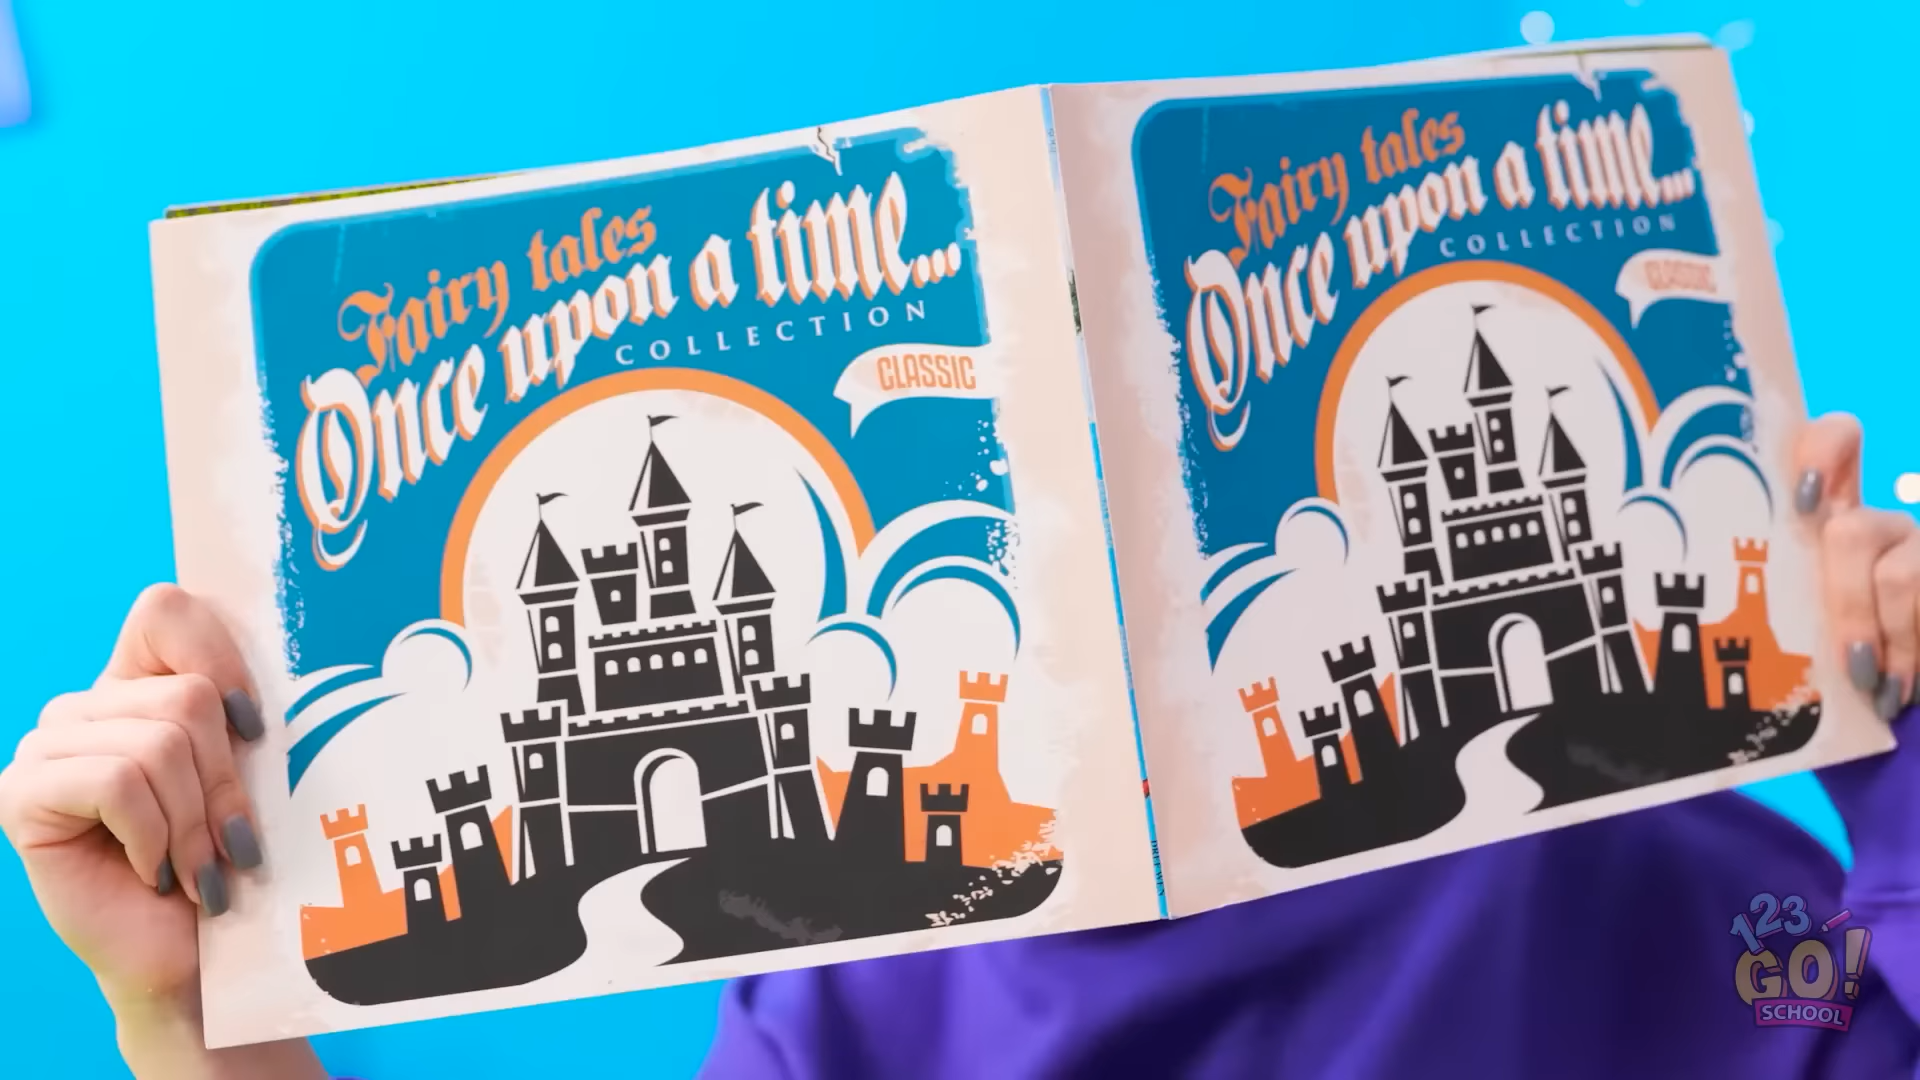 Fairy tales
Once upon a time...
COLLECTION
CLASSIC
Fairy tales
Once upon a time...
COLLECTION
CLASSIC
123
GO!
SCHOOL